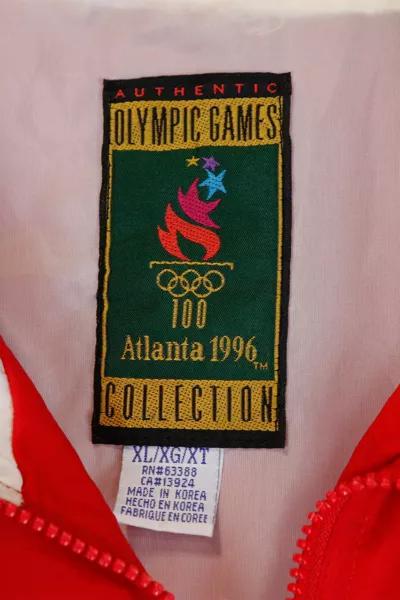 AUTHENTIC
OLYMPIC GAMES
100
Atlanta 1996 ™
COLLECTION
XL/XG/XT
RN#63388
CA#13924
MADE IN KOREA
HECHO EN KOREA
FABRIQUE EN COREE